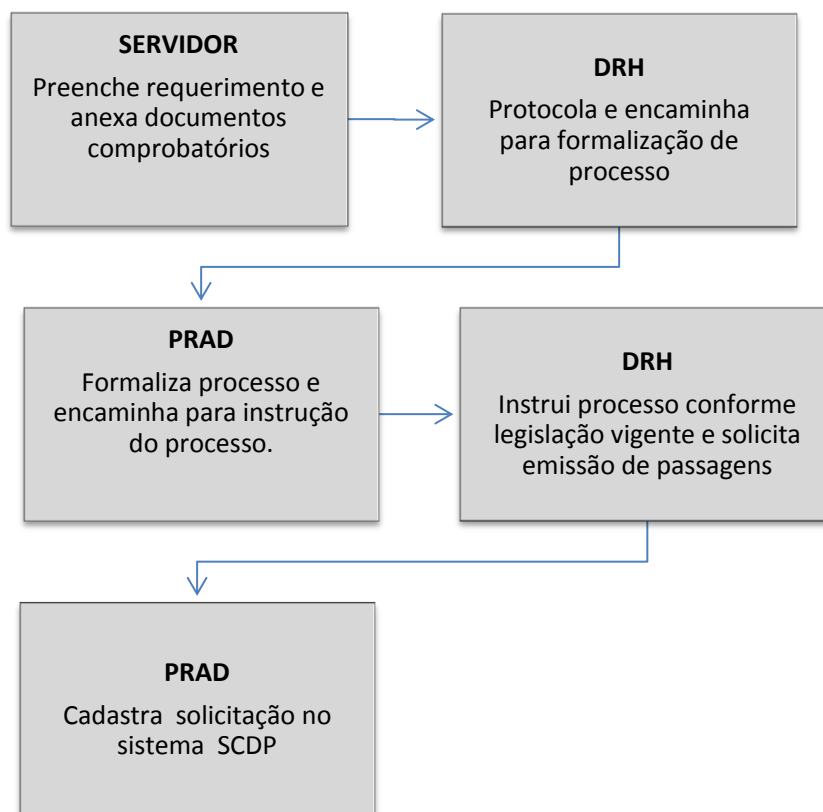 SERVIDOR
Preenche requerimento e
anexa documentos
comprobatórios
DRH
Protocola e encaminha
para formalização de
processo
PRAD
Formaliza processo e
encaminha para instrução
do processo.
DRH
Instrui processo conforme
legislação vigente e solicita
emissão de passagens
PRAD
Cadastra solicitação no
sistema SCDP